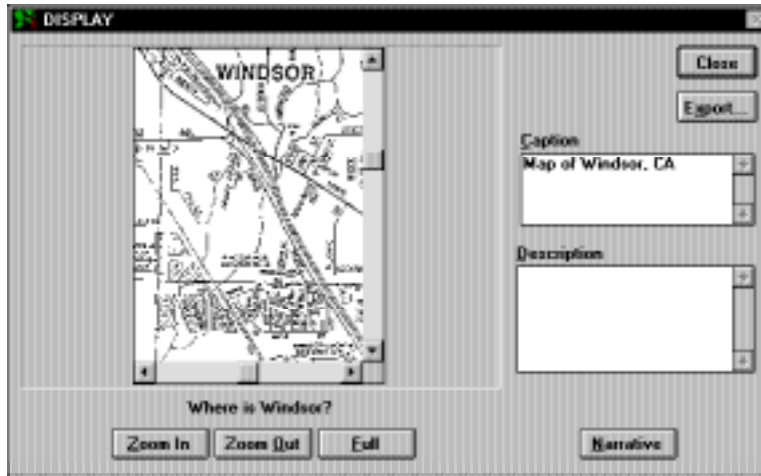 DISPLAY
WINDSOR
Close
Export...
Caption
Map of Windsor, CA
Description
Where is Windsor?
Zoom In
Zoom Out
Full
Narrative